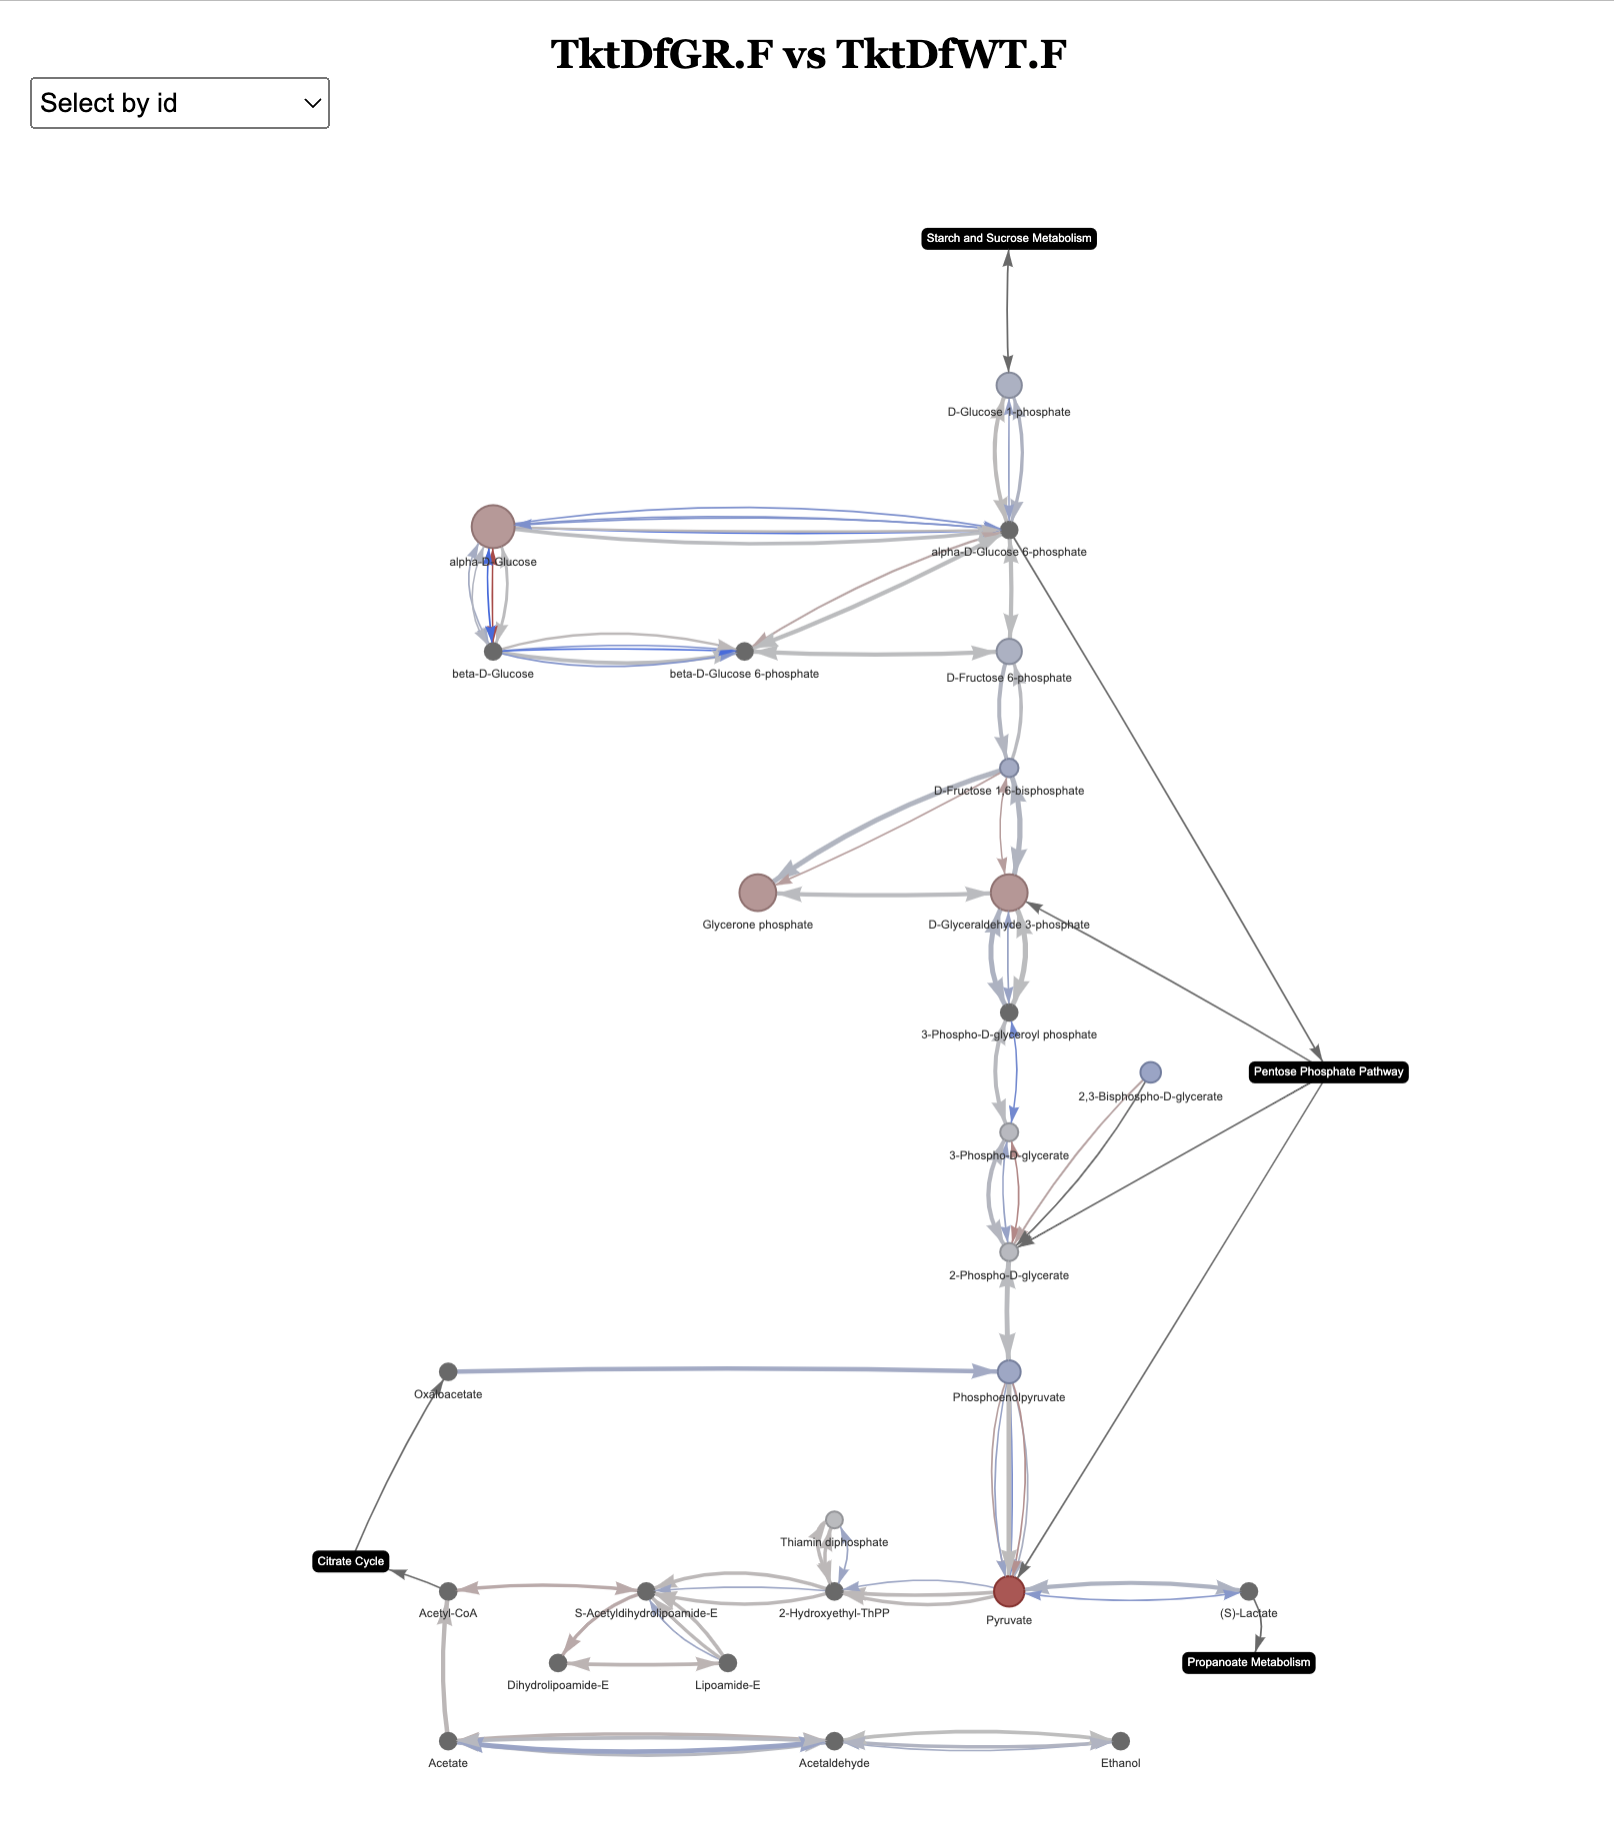 TktDfGR.F vs TktDfWT.F
Select by id
Starch and Sucrose Metabolism
D-Glucose 1-phosphate
alpha-D-Glucose
alpha-D-Glucose 6-phosphate
beta-D-Glucose
beta-D-Glucose 6-phosphate
D-Fructose 6-phosphate
D-Fructose 1,6-bisphosphate
Glycerone phosphate
D-Glyceraldehyde 3-phosphate
3-Phospho-D-glyceroyl phosphate
Pentose Phosphate Pathway
2,3-Bisphospho-D-glycerate
3-Phospho-D-glycerate
2-Phospho-D-glycerate
Oxaloacetate
Phosphoenolpyruvate
Thiamin diphosphate
Citrate Cycle
Acetyl-CoA
S-Acetyldihydrolipoamide-E
2-Hydroxyethyl-ThPP
Pyruvate
(S)-Lactate
Propanoate Metabolism
Dihydrolipoamide-E
Lipoamide-E
Acetate
Acetaldehyde
Ethanol